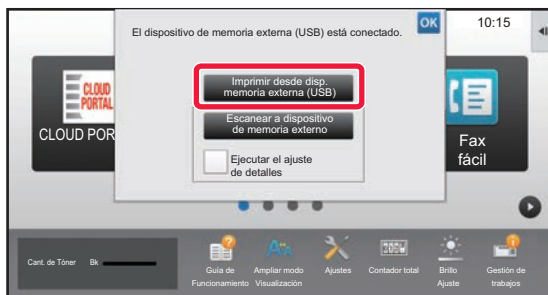 El dispositivo de memoria externa (USB) está conectado.
OK
10:15
Imprimir desde disp.
memoria externa (USB)
Escanear a dispositivo
de memoria externo
Ejecutar el ajuste
de detalles
CLOUD
PORTAL
CLOUD POR
Fax
fácil
Cant. de Tóner Bk
Guía de
Funcionamiento
Ampliar modo
Visualización
Ajustes
Contador total
Brillo
Ajuste
Gestión de
trabajos